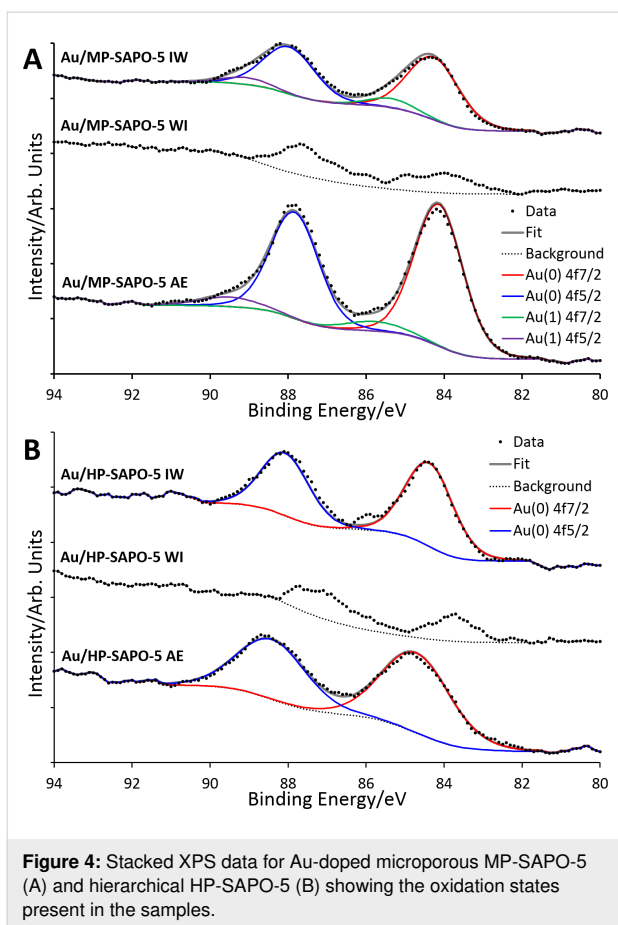 A
Au/MP-SAPO-5 IW
Au/MP-SAPO-5 WI
Au/MP-SAPO-5 AE
Intensity/Arb. Units
Data
Fit
Background
Au(0) 4f7/2
Au(0) 4f5/2
Au(1) 4f7/2
Au(1) 4f5/2
94 92 90 88 86 84 82 80
Binding Energy/eV
B
Au/HP-SAPO-5 IW
Au/HP-SAPO-5 WI
Au/HP-SAPO-5 AE
Intensity/Arb. Units
Data
Fit
Background
Au(0) 4f7/2
Au(0) 4f5/2
94 92 90 88 86 84 82 80
Binding Energy/eV
Figure 4: Stacked XPS data for Au-doped microporous MP-SAPO-5
(A) and hierarchical HP-SAPO-5 (B) showing the oxidation states
present in the samples.